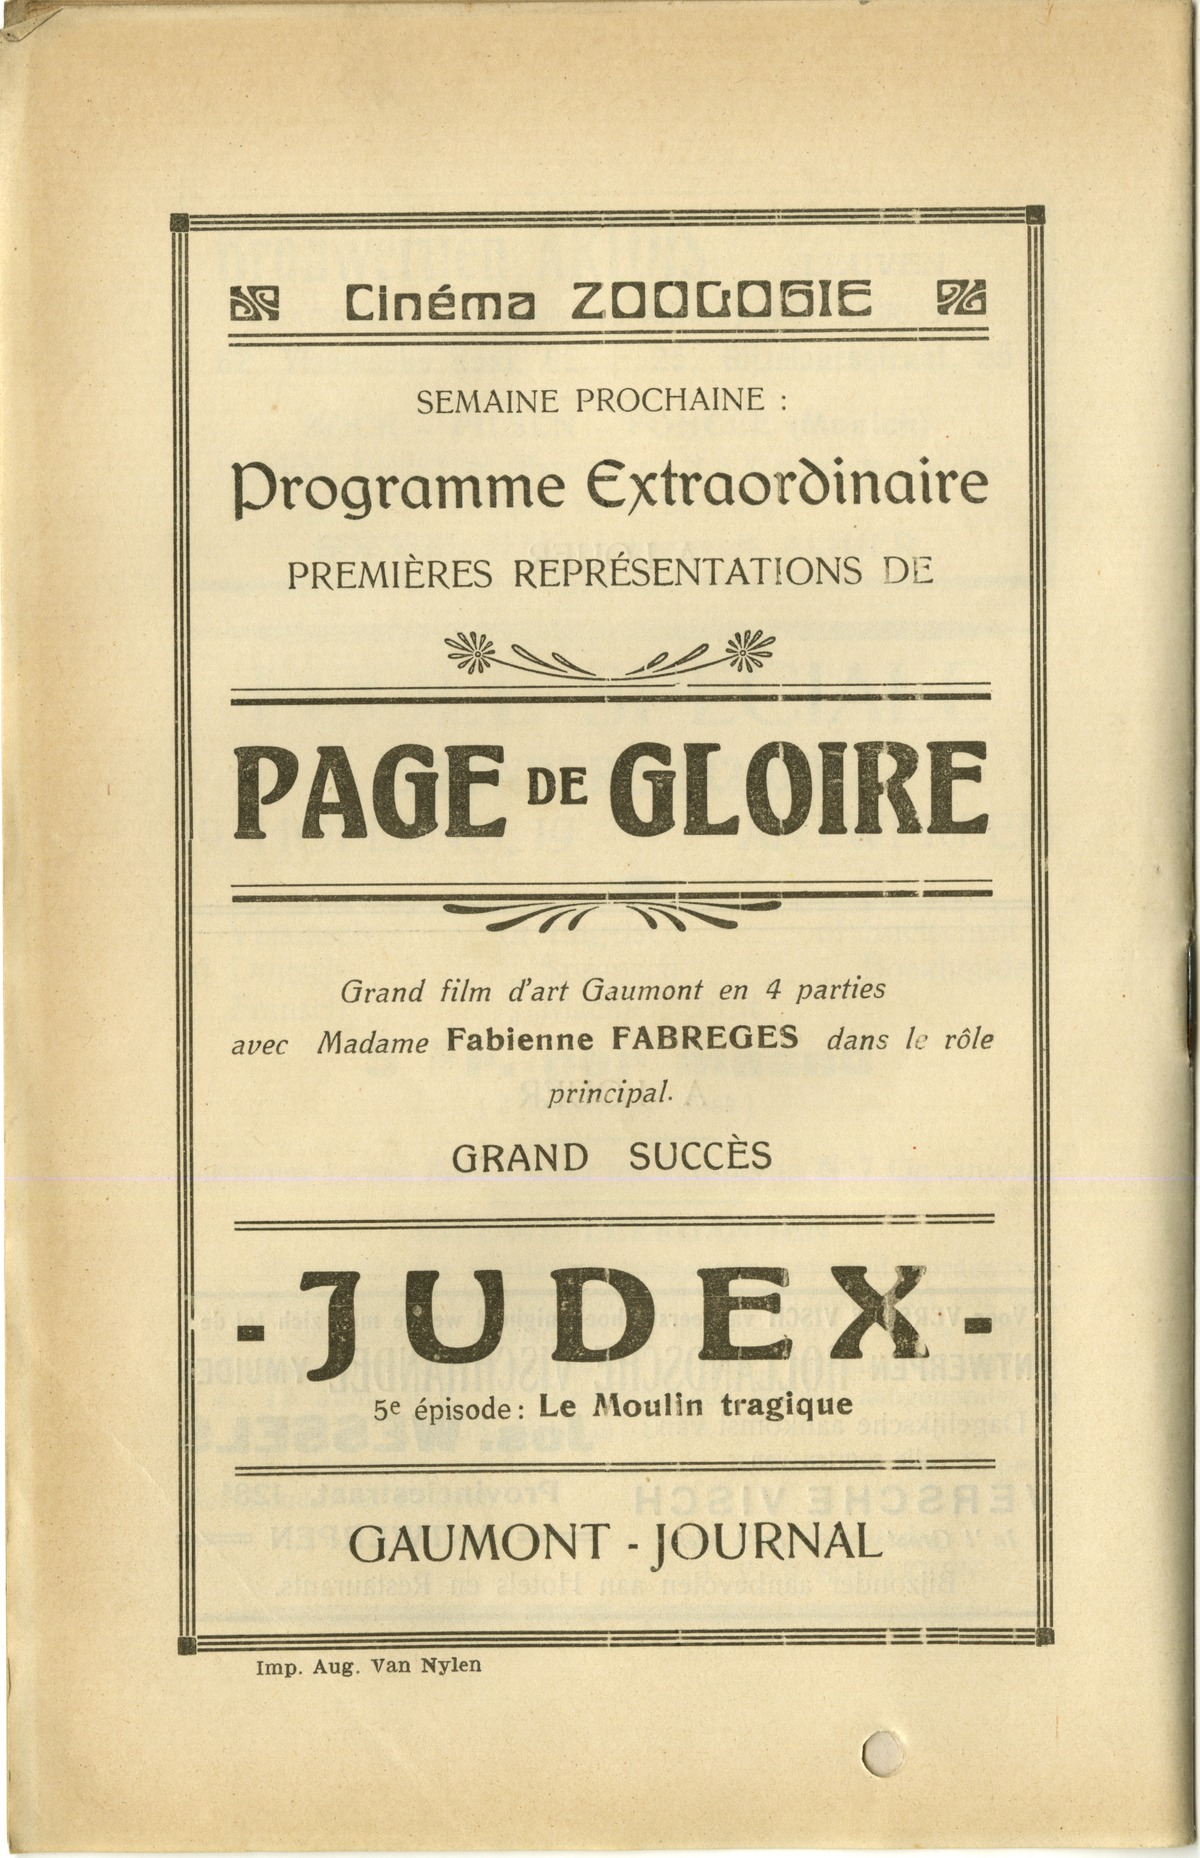 Cinéma ZOOLOGIE
SEMAINE PROCHAINE :
Programme Extraordinaire
PREMIÈRES REPRÉSENTATIONS DE
PAGE DE GLOIRE
Grand film d'art Gaumont en 4 parties
avec Madame Fabienne FABREGES dans le rôle
principal.
GRAND SUCCÈS
- JUDEX -
5e épisode : Le Moulin tragique
GAUMONT - JOURNAL
Imp. Aug. Van Nylen